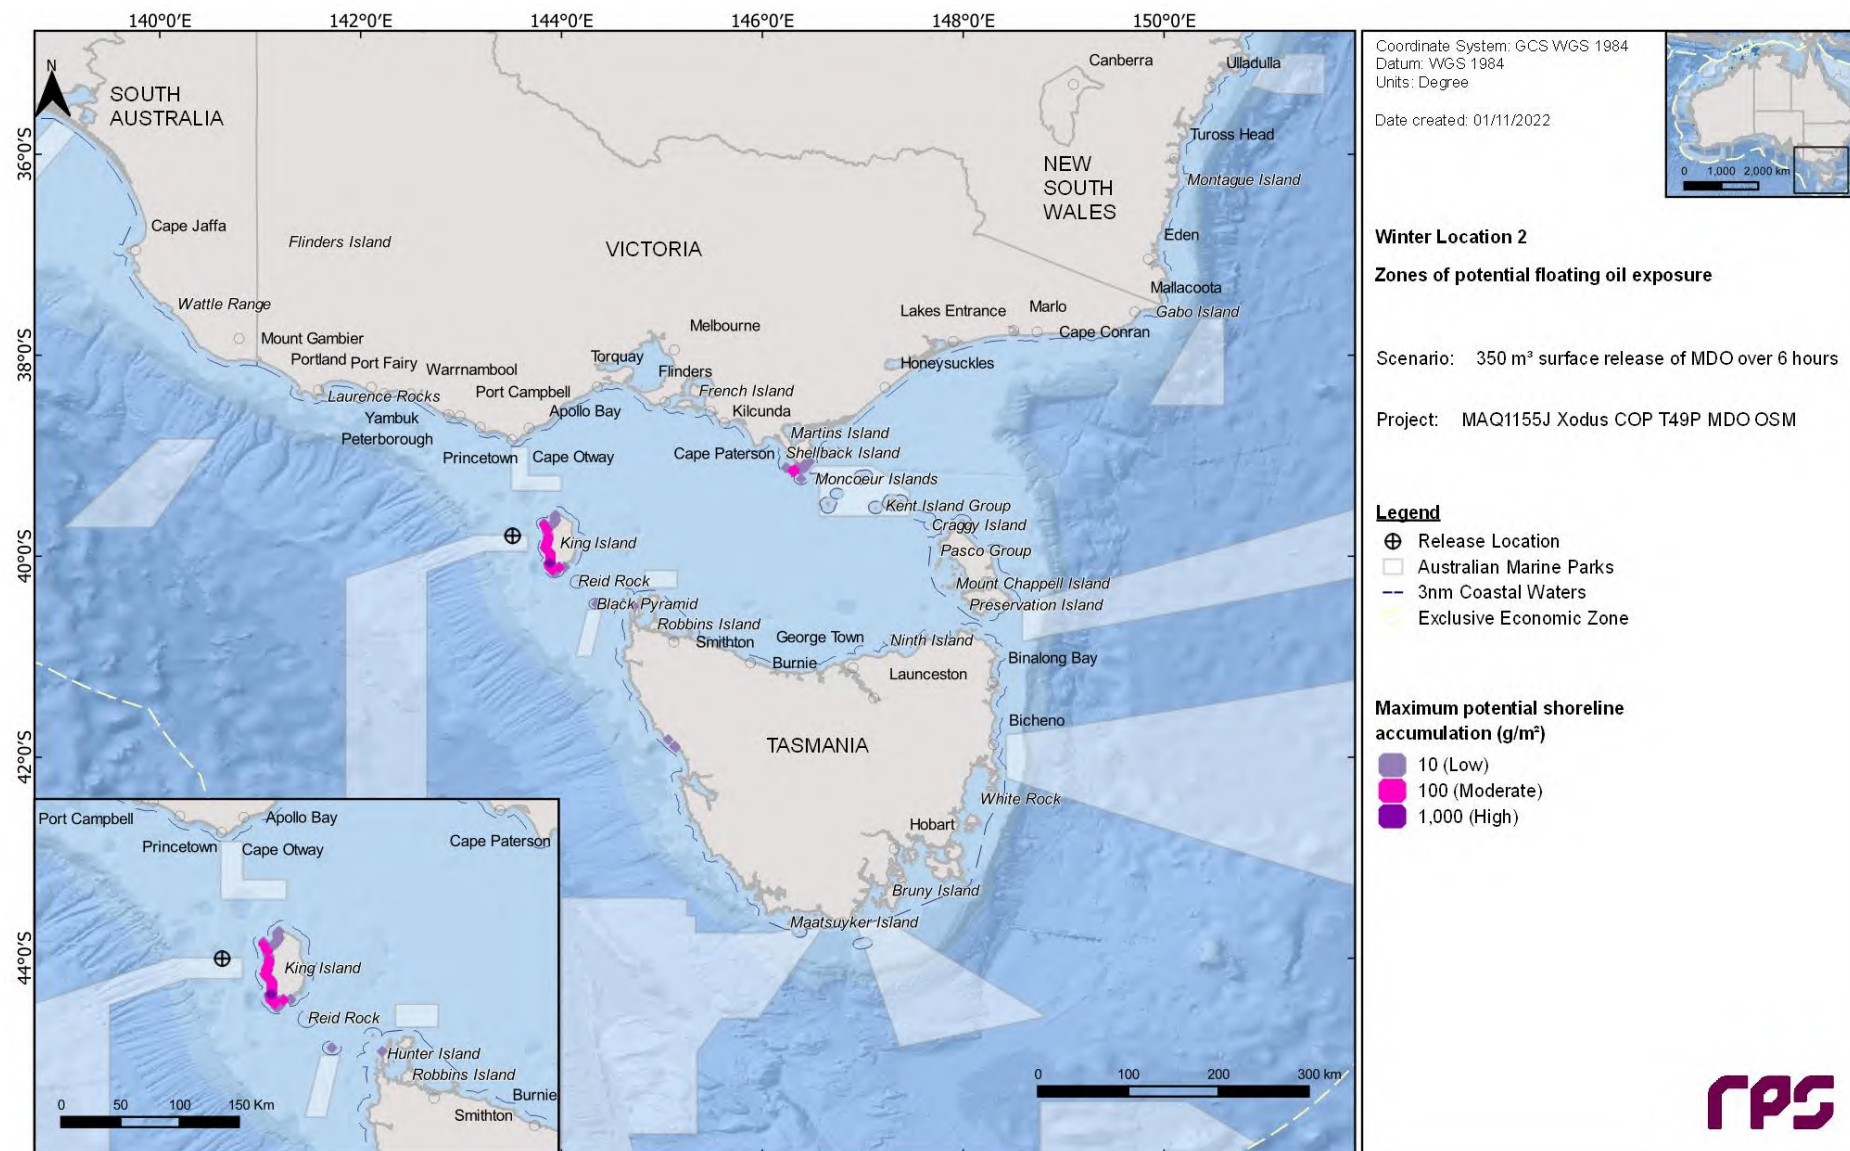 140°0'E 142°0'E 144°0'E 146°0'E 148°0'E 150°0'E
36°0'S
38°0'S
40°0'S
42°0'S
44°0'S
N
SOUTH
AUSTRALIA
Canberra
Ulladulla
Tuross Head
NEW
SOUTH
WALES
Montague Island
Cape Jaffa
Flinders Island
VICTORIA
Eden
Wattle Range
Mallacoota
Lakes Entrance
Marlo
Gabo Island
Melbourne
Cape Conran
Mount Gambier
Portland
Port Fairy
Warrnambool
Torquay
Flinders
Honeysuckles
Port Campbell
French Island
Laurence Rocks
Apollo Bay
Kilcunda
Yambuk
Peterborough
Martins Island
Princetown
Cape Otway
Cape Paterson
Shellback Island
Moncoeur Islands
Kent Island Group
Craggy Island
King Island
Pasco Group
Reid Rock
Mount Chappell Island
Black Pyramid
Preservation Island
Robbins Island
Smithton
George Town
Ninth Island
Burnie
Binalong Bay
Launceston
Bicheno
TASMANIA
White Rock
Hobart
Bruny Island
Maatsuyker Island
0 100 200 300 km
Port Campbell
Apollo Bay
Princetown
Cape Otway
Cape Paterson
King Island
Reid Rock
Hunter Island
Robbins Island
Burnie
Smithton
0 50 100 150 Km
Coordinate System: GCS WGS 1984
Datum: WGS 1984
Units: Degree
Date created: 01/11/2022
0 1,000 2,000 km
Winter Location 2
Zones of potential floating oil exposure
Scenario: 350 m³ surface release of MDO over 6 hours
Project: MAQ1155J Xodus COP T49P MDO OSM
Legend
Release Location
Australian Marine Parks
3nm Coastal Waters
Exclusive Economic Zone
Maximum potential shoreline
accumulation (g/m²)
10 (Low)
100 (Moderate)
1,000 (High)
rps